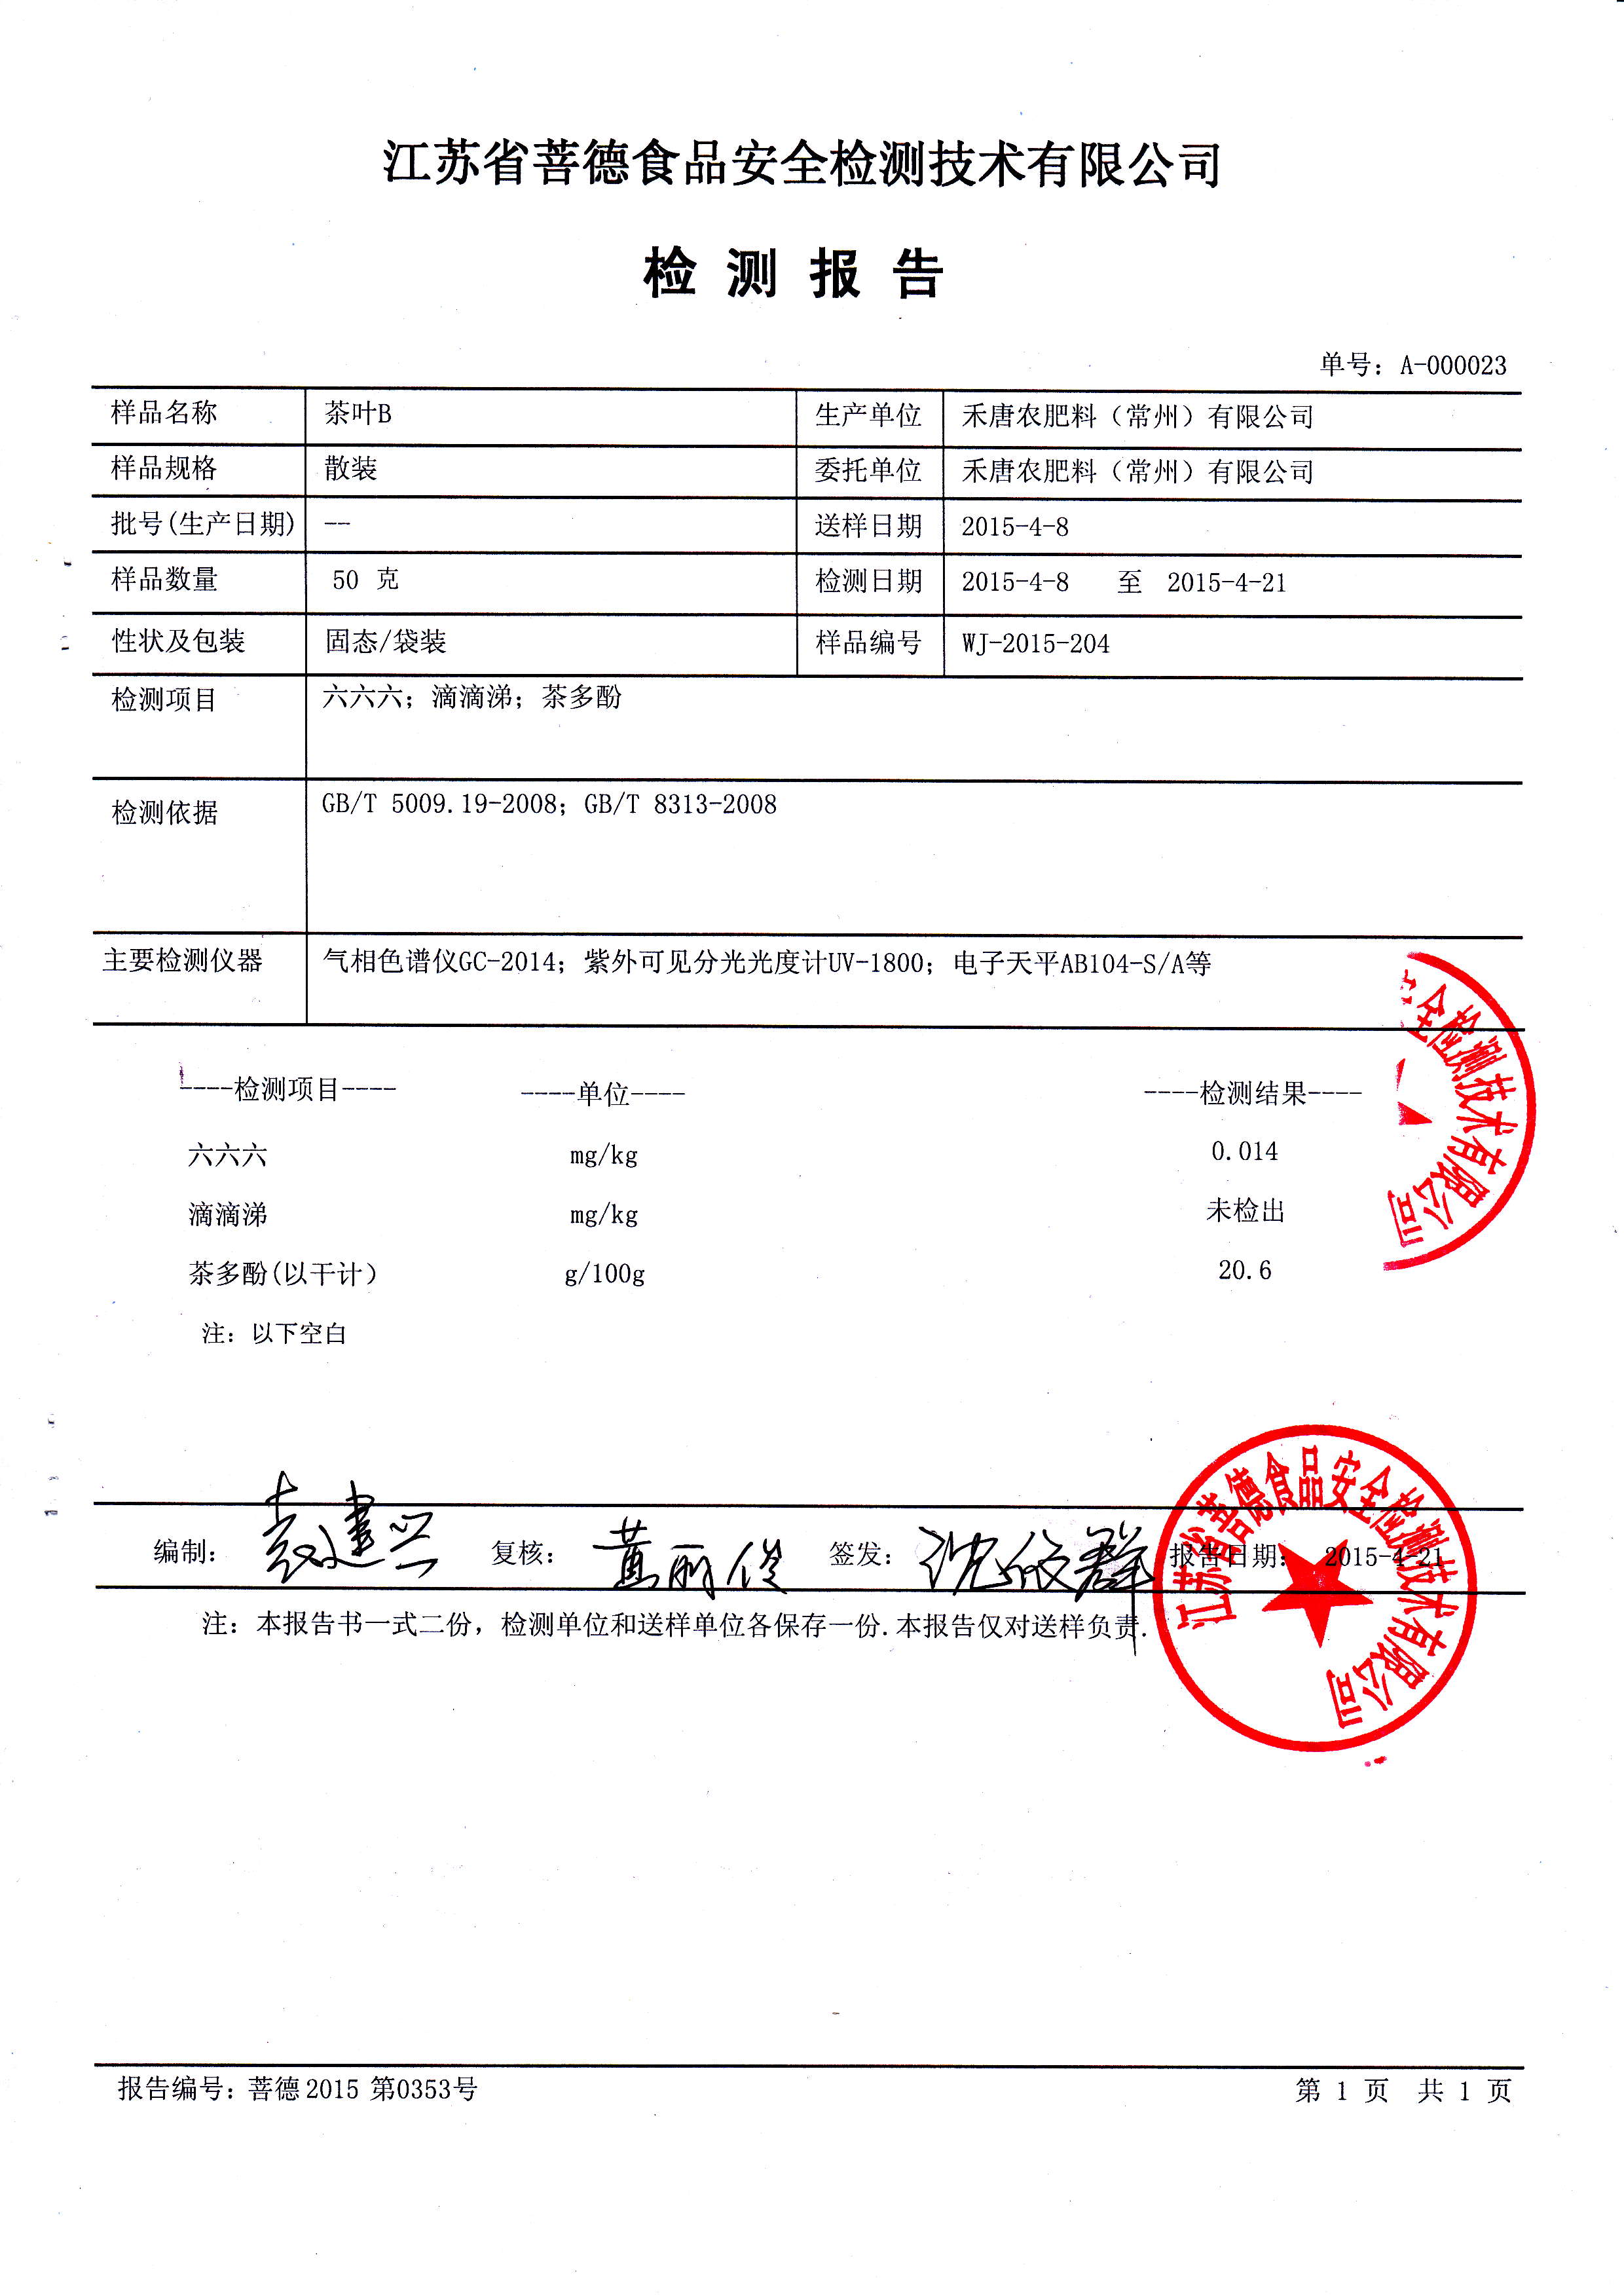 江苏省菩德食品安全检测技术有限公司
检 测 报 告
单号：A-000023
样品名称 茶叶B 生产单位 禾唐农肥料（常州）有限公司
样品规格 散装 委托单位 禾唐农肥料（常州）有限公司
批号(生产日期) -- 送样日期 2015-4-8
样品数量 50 克 检测日期 2015-4-8 至 2015-4-21
性状及包装 固态/袋装 样品编号 WJ-2015-204
检测项目 六六六；滴滴涕；茶多酚
检测依据 GB/T 5009.19-2008；GB/T 8313-2008
主要检测仪器 气相色谱仪GC-2014；紫外可见分光光度计UV-1800；电子天平AB104-S/A等
全检测技术有限公司
----检测项目---- ----单位---- ----检测结果----
六六六 mg/kg 0.014
滴滴涕 mg/kg 未检出
茶多酚(以干计) g/100g 20.6
注：以下空白
江苏省菩德食品安全检测技术有限公司
编制： 袁建兴 复核： 黄丽俊 签发： 报告日期： 2015-4-21
注：本报告书一式二份，检测单位和送样单位各保存一份.本报告仅对送样负责.
报告编号：菩德2015 第0353号 第 1 页 共 1 页